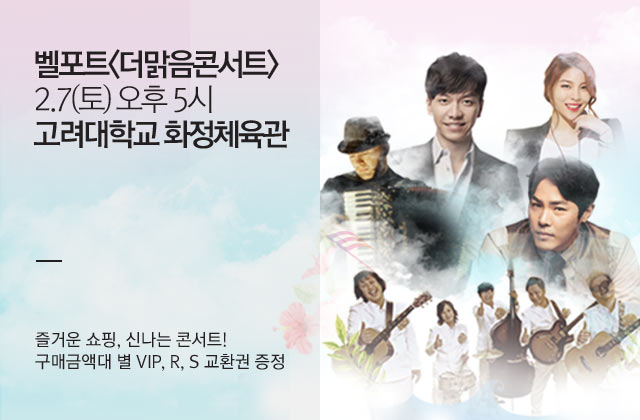 벨포트<더맑음콘서트>
2.7(토) 오후 5시
고려대학교 화정체육관
즐거운 쇼핑, 신나는 콘서트!
구매금액대 별 VIP, R, S 교환권 증정